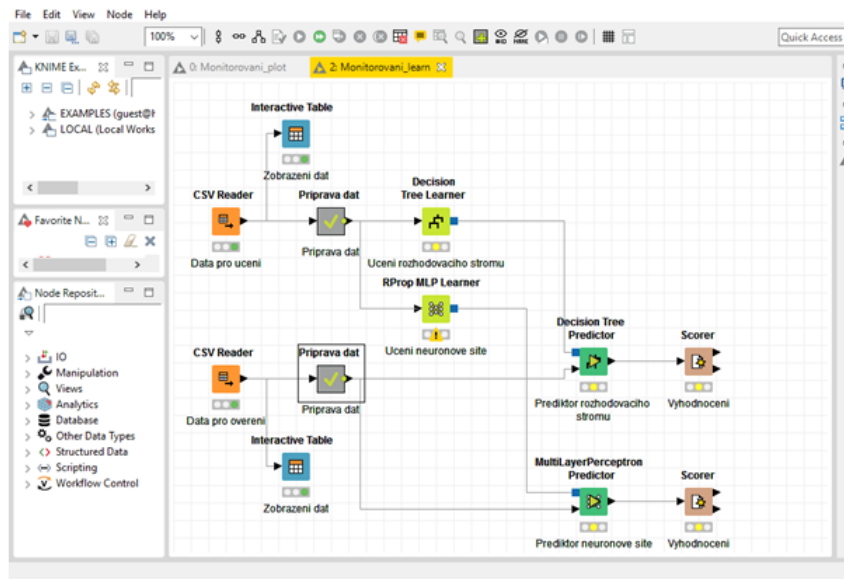 File Edit View Node Help
100%
Quick Access
KNIME Ex...
EXAMPLES (guest@
LOCAL (Local Works
Favorite N...
Node Reposit...
IO
Manipulation
Views
Analytics
Database
Other Data Types
Structured Data
Scripting
Workflow Control
0: Monitorovani_plot
2: Monitorovani_learn
Interactive Table
Zobrazeni dat
CSV Reader
Data pro uceni
Priprava dat
Priprava dat
Decision
Tree Learner
Uceni rozhodovaciho stromu
RProp MLP Learner
Uceni neuronove site
CSV Reader
Data pro overeni
Priprava dat
Priprava dat
Interactive Table
Zobrazeni dat
Decision Tree
Predictor
Prediktor rozhodovaciho
stromu
Scorer
Vyhodnoceni
MultiLayerPerceptron
Predictor
Prediktor neuronove site
Scorer
Vyhodnoceni